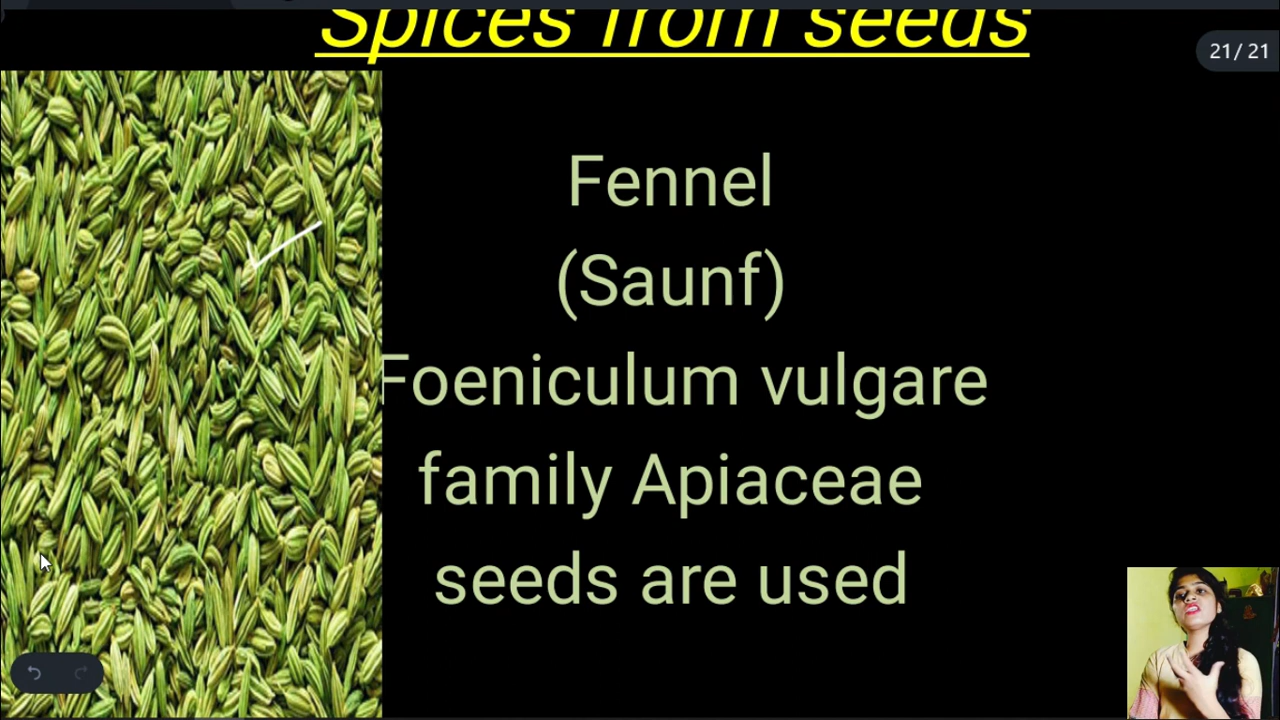 Spices from seeds
21/ 21
Fennel
(Saunf)
Foeniculum vulgare
family Apiaceae
seeds are used